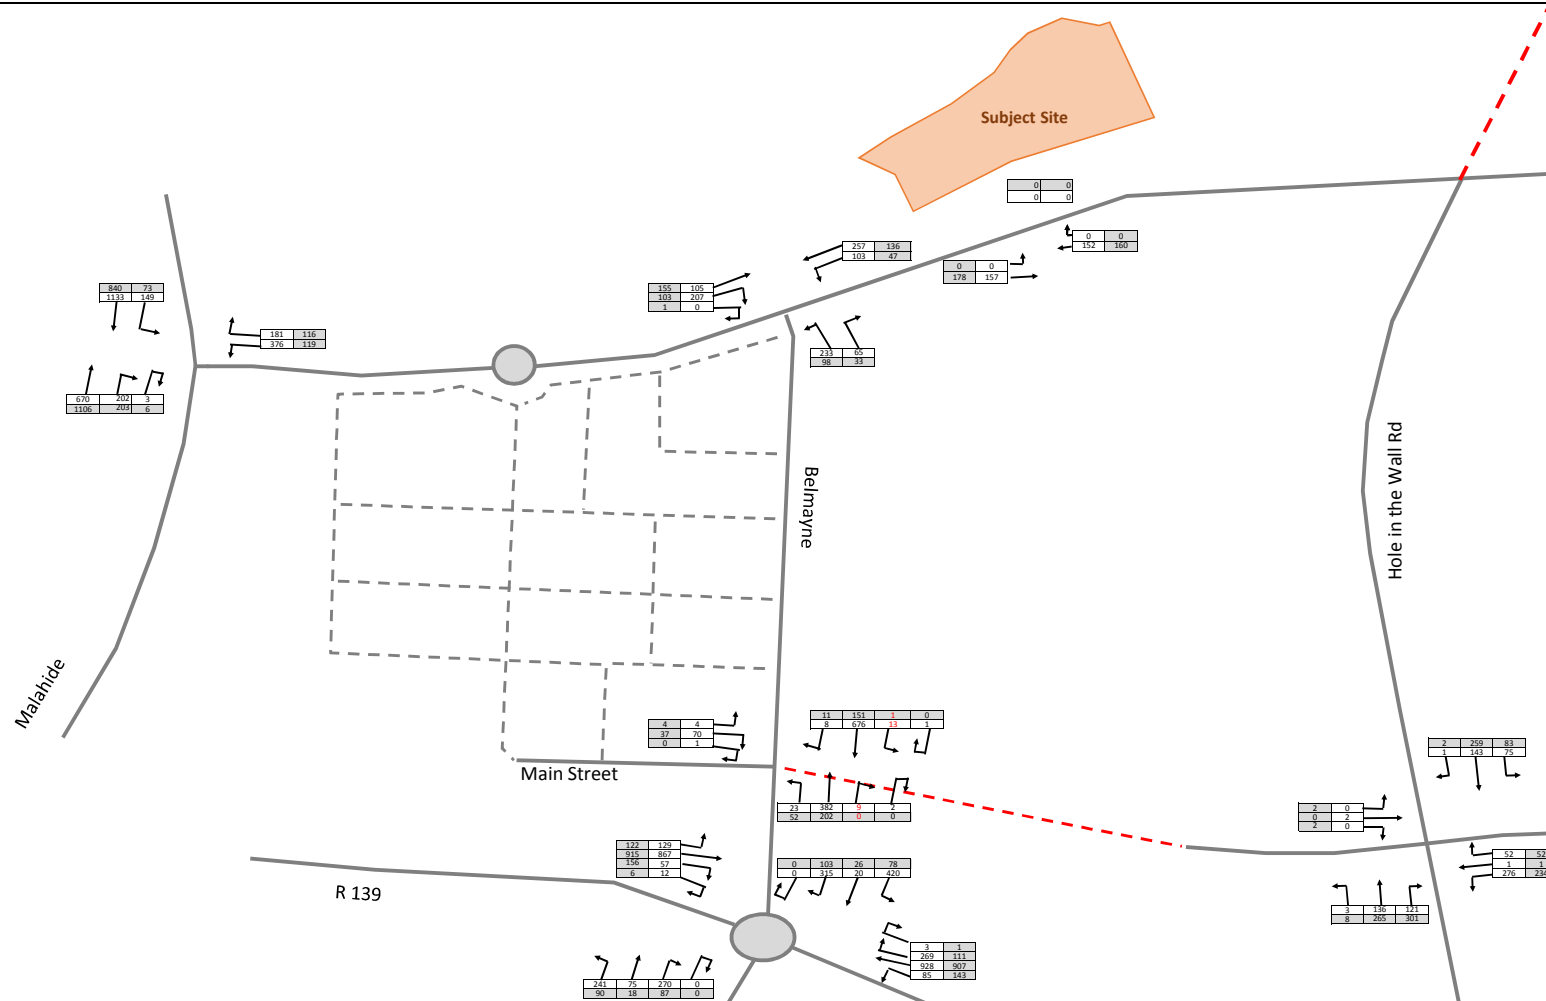 Subject Site
0 0
0 0
0 0
152 160
257 136
103 47
0 0
178 157
155 105
103 207
1 0
840 73
1133 149
181 116
376 119
233 65
98 33
670 202 3
1106 203 6
Belmayne
Hole in the Wall Rd
Malahide
11 151 1 0
8 676 13 1
4 4
37 70
0 1
Main Street
2 259 83
1 143 75
23 382 9 2
52 202 0 0
2 0
0 2
2 0
122 129
915 867
156 57
6 12
0 103 26 78
0 315 20 420
52 52
1 1
276 234
R 139
3 136 121
8 265 301
3 1
269 111
928 907
85 143
241 75 270 0
90 18 87 0